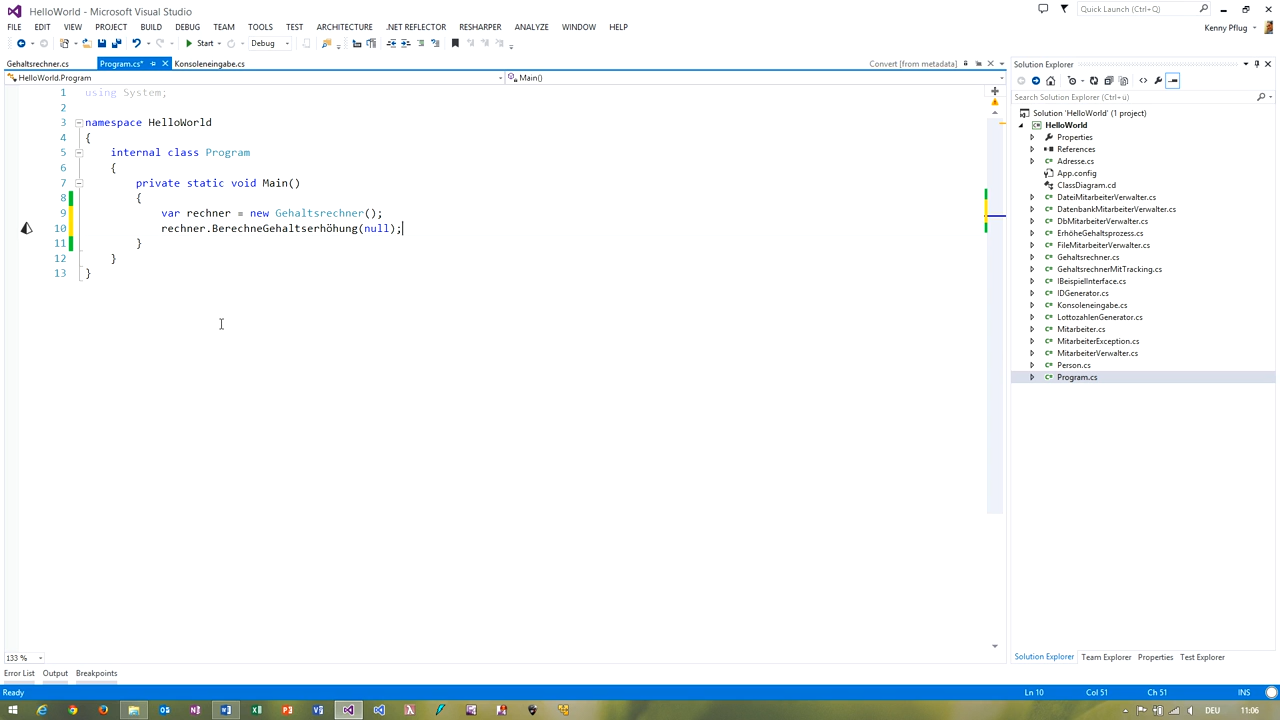 HelloWorld - Microsoft Visual Studio
Quick Launch (Ctrl+Q)
FILE EDIT VIEW PROJECT BUILD DEBUG TEAM TOOLS TEST ARCHITECTURE .NET REFLECTOR RESHARPER ANALYZE WINDOW HELP
Kenny Pflug
Start Debug
Gehaltsrechner.cs Program.cs* Konsoleneingabe.cs Convert [from metadata]
HelloWorld.Program Main()
1 using System;
2
3 namespace HelloWorld
4 {
5 internal class Program
6 {
7 private static void Main()
8 {
9 var rechner = new Gehaltsrechner();
10 rechner.BerechneGehaltserhöhung(null);
11 }
12 }
13 }
133 %
Solution Explorer
Search Solution Explorer (Ctrl+ü)
Solution 'HelloWorld' (1 project)
HelloWorld
Properties
References
Adresse.cs
App.config
ClassDiagram.cd
DateiMitarbeiterVerwalter.cs
DatenbankMitarbeiterVerwalter.cs
DbMitarbeiterVerwalter.cs
ErhöheGehaltsprozess.cs
FileMitarbeiterVerwalter.cs
Gehaltsrechner.cs
GehaltsrechnerMitTracking.cs
IBeispielInterface.cs
IDGenerator.cs
Konsoleneingabe.cs
LottozahlenGenerator.cs
Mitarbeiter.cs
MitarbeiterException.cs
MitarbeiterVerwalter.cs
Person.cs
Program.cs
Solution Explorer Team Explorer Properties Test Explorer
Error List Output Breakpoints
Ready Ln 10 Col 51 Ch 51 INS
DEU 11:06